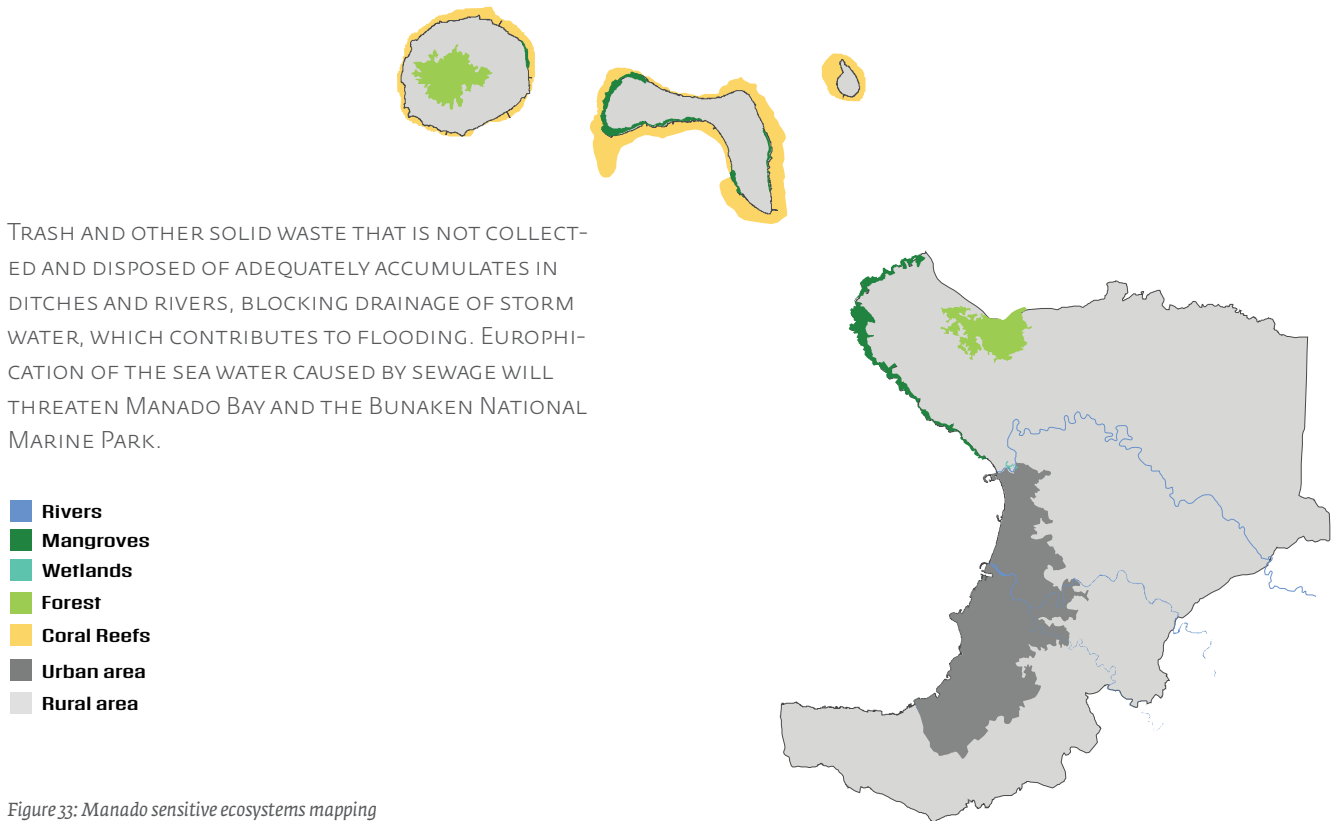 Trash and other solid waste that is not collect-
ed and disposed of adequately accumulates in
ditches and rivers, blocking drainage of storm
water, which contributes to flooding. Europhi-
cation of the sea water caused by sewage will
threaten Manado Bay and the Bunaken National
Marine Park.
Rivers
Mangroves
Wetlands
Forest
Coral Reefs
Urban area
Rural area
Figure 33: Manado sensitive ecosystems mapping